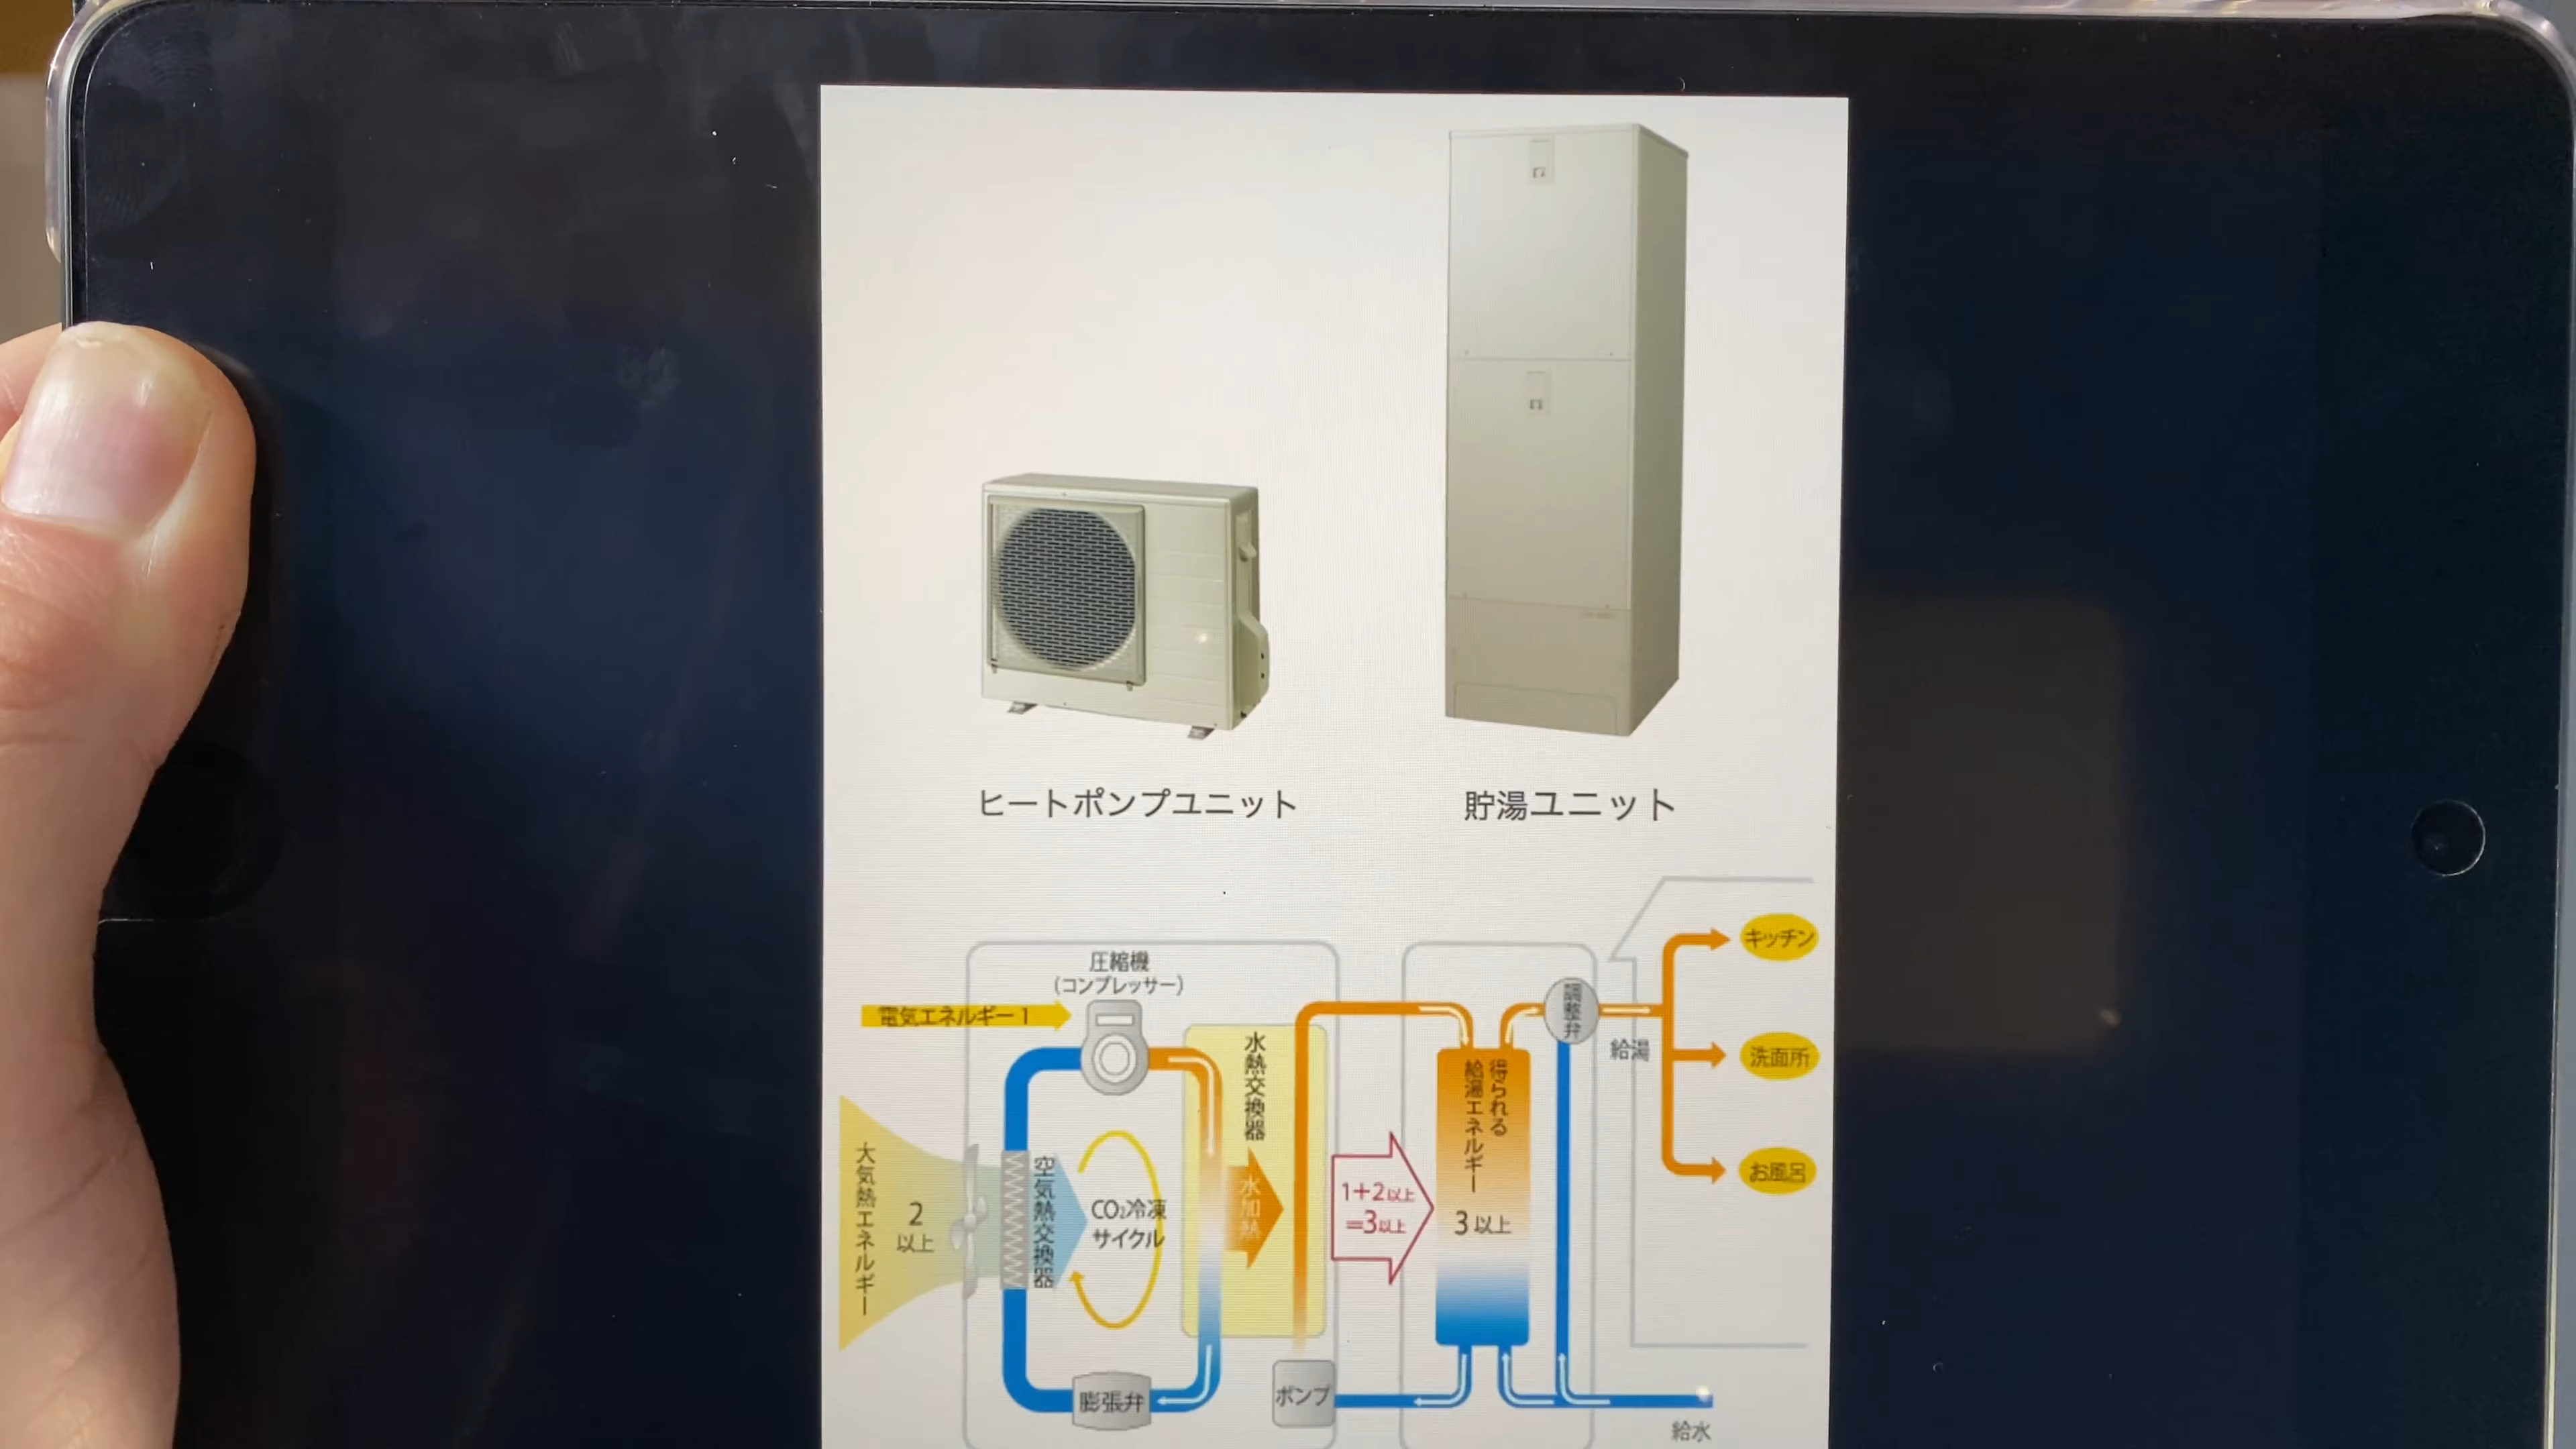 ヒートポンプユニット
貯湯ユニット
圧縮機
(コンプレッサー)
電気エネルギー 1
大気熱エネルギー
2
以上
空気熱交換器
CO₂冷凍
サイクル
水熱交換器
水加熱
膨張弁
ポンプ
1+2以上
=3以上
得られる
給湯エネルギー
3以上
調整弁
給湯
キッチン
洗面所
お風呂
給水